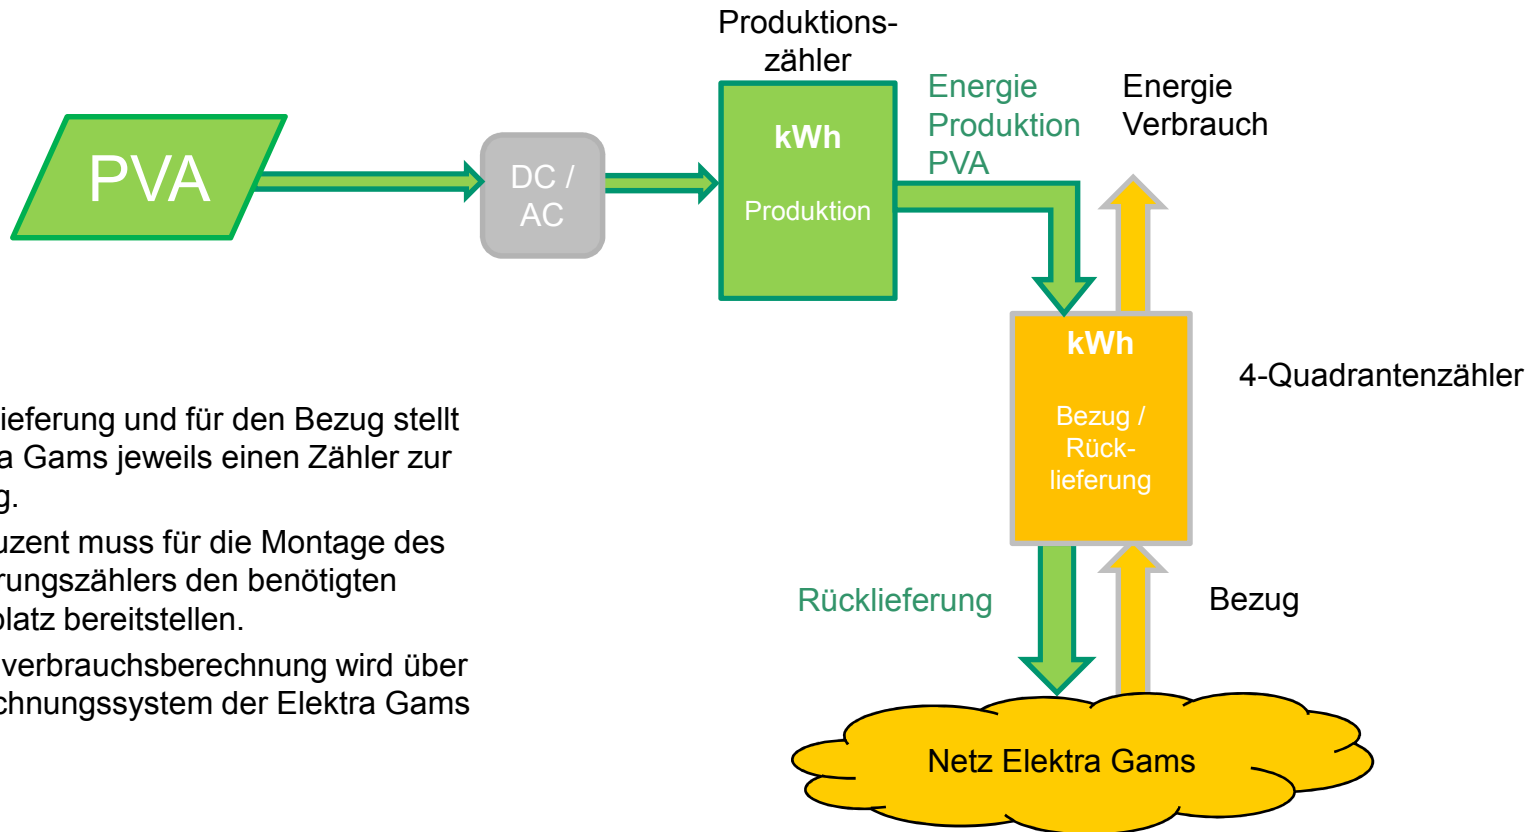 Produktions-
zähler
Energie
Produktion
PVA
Energie
Verbrauch
PVA
DC /
AC
kWh
Produktion
kWh
Bezug /
Rück-
lieferung
4-Quadrantenzähler
ieferung und für den Bezug stellt
a Gams jeweils einen Zähler zur
g.
uzent muss für die Montage des
rungszählers den benötigten
platz bereitstellen.
verbrauchsberechnung wird über
chnungssystem der Elektra Gams
Rücklieferung
Bezug
Netz Elektra Gams